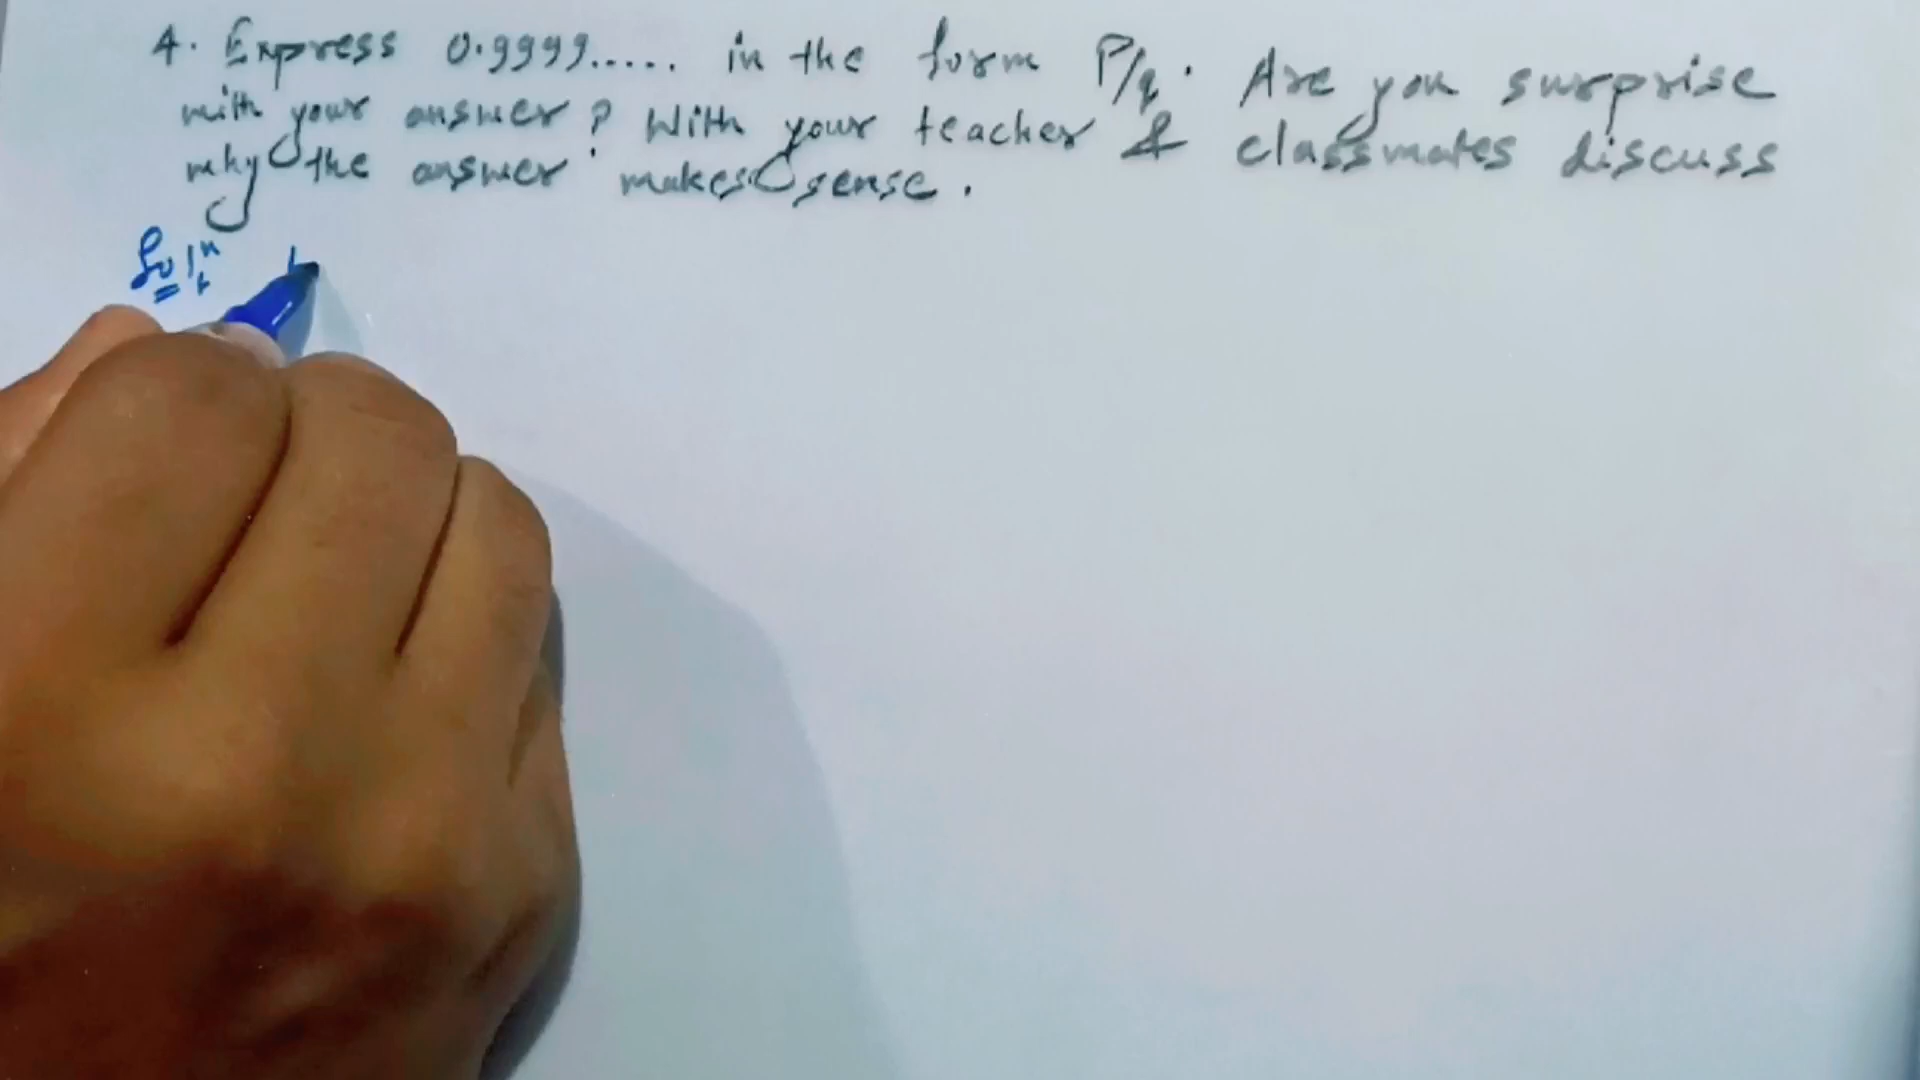 4. Express 0.9999..... in the form P/q. Are you surprise
with your answer? With your teacher & classmates discuss
why the answer makes sense.
Solⁿ